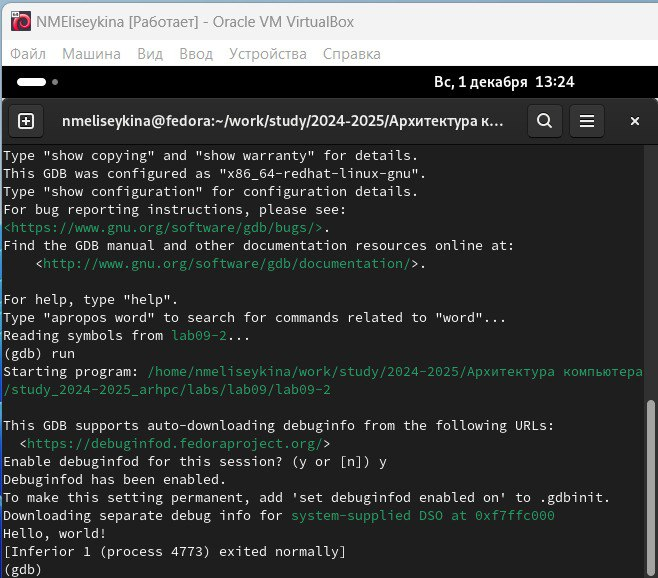 NMEliseykina [Работает] - Oracle VM VirtualBox
Файл Машина Вид Ввод Устройства Справка
Вс, 1 декабря 13:24
nmeliseykina@fedora:~/work/study/2024-2025/Архитектура к...
Type "show copying" and "show warranty" for details.
This GDB was configured as "x86_64-redhat-linux-gnu".
Type "show configuration" for configuration details.
For bug reporting instructions, please see:
<https://www.gnu.org/software/gdb/bugs/>.
Find the GDB manual and other documentation resources online at:
    <http://www.gnu.org/software/gdb/documentation/>.
For help, type "help".
Type "apropos word" to search for commands related to "word"...
Reading symbols from lab09-2...
(gdb) run
Starting program: /home/nmeliseykina/work/study/2024-2025/Архитектура компьютера
/study_2024-2025_arhpc/labs/lab09/lab09-2
This GDB supports auto-downloading debuginfo from the following URLs:
  <https://debuginfod.fedoraproject.org/>
Enable debuginfod for this session? (y or [n]) y
Debuginfod has been enabled.
To make this setting permanent, add 'set debuginfod enabled on' to .gdbinit.
Downloading separate debug info for system-supplied DSO at 0xf7ffc000
Hello, world!
[Inferior 1 (process 4773) exited normally]
(gdb)